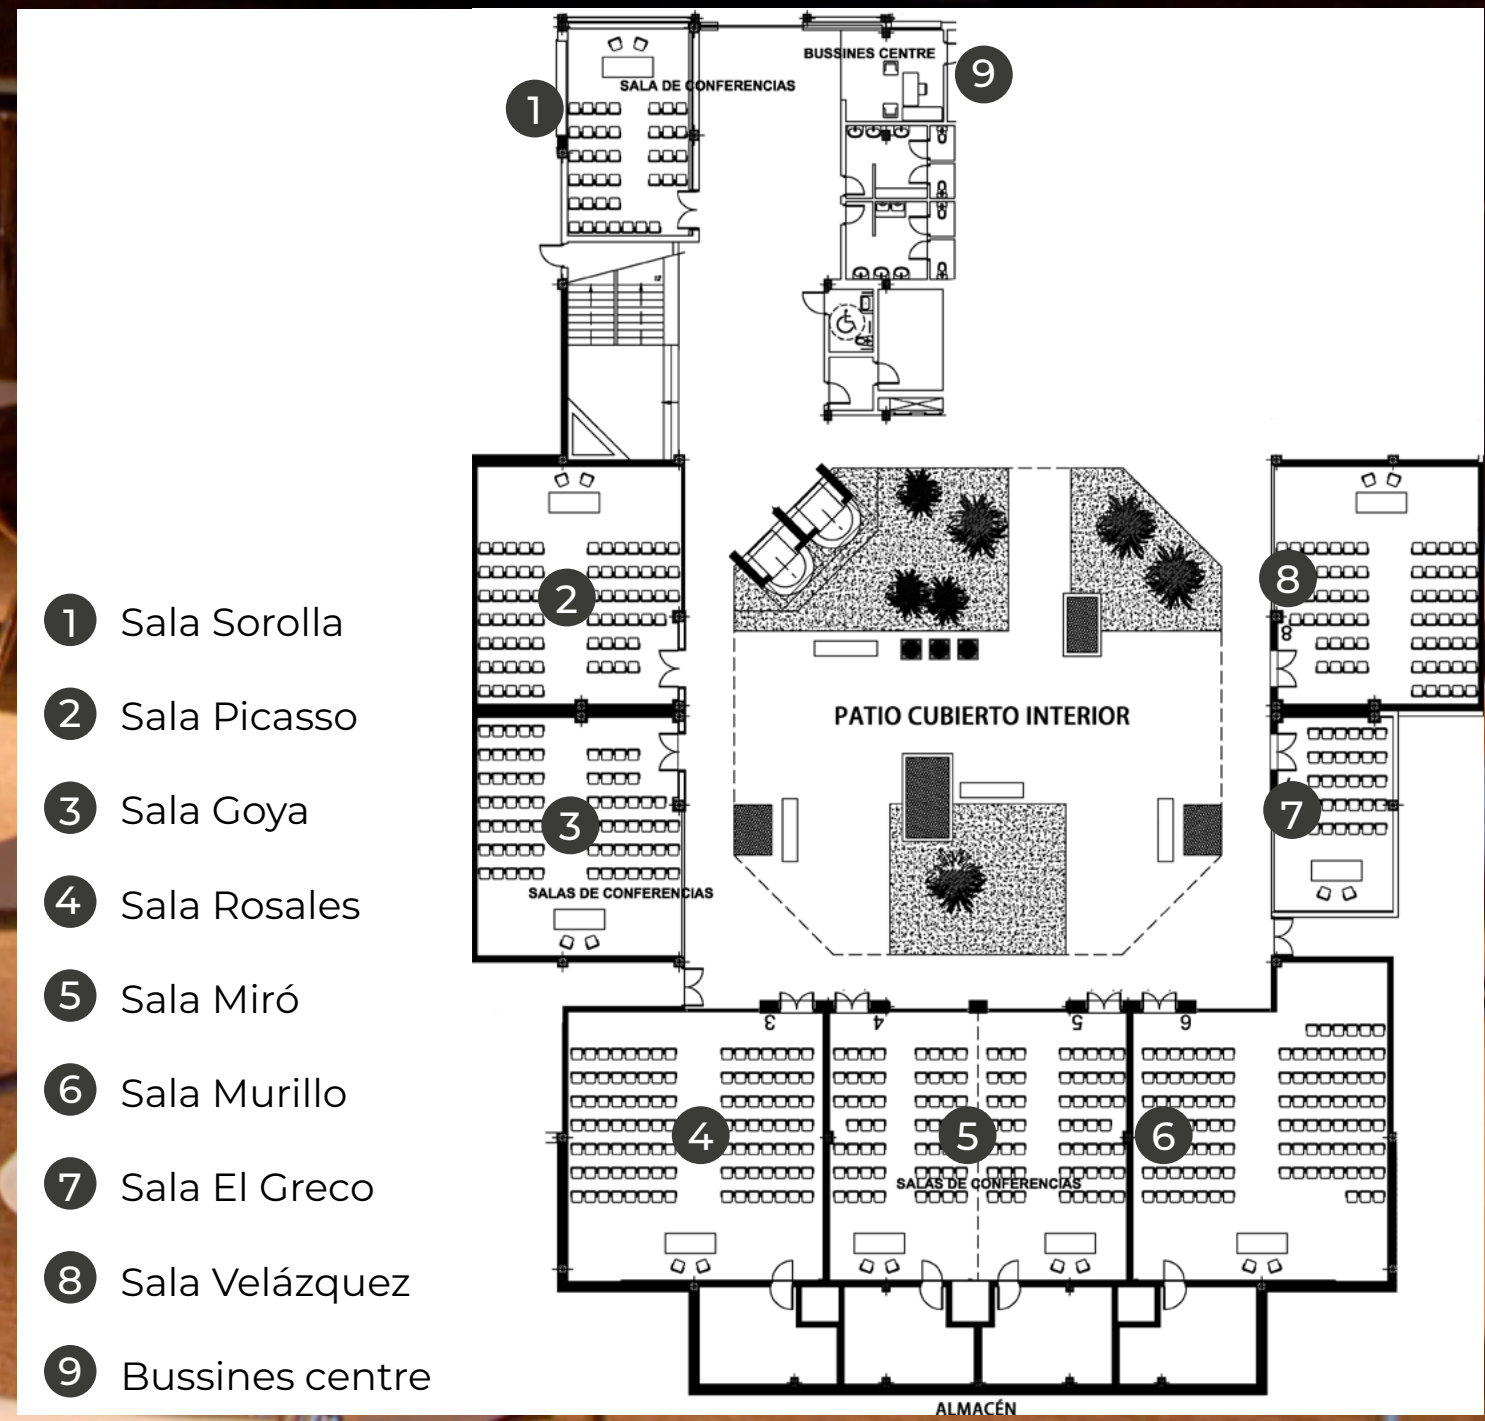 BUSSINES CENTRE
9
SALA DE CONFERENCIAS
1
12
2
8
8
1 Sala Sorolla
2 Sala Picasso
3 Sala Goya
4 Sala Rosales
5 Sala Miró
6 Sala Murillo
7 Sala El Greco
8 Sala Velázquez
9 Bussines centre
PATIO CUBIERTO INTERIOR
7
3
SALAS DE CONFERENCIAS
3
4
5
6
4
5
6
SALAS DE CONFERENCIAS
ALMACÉN